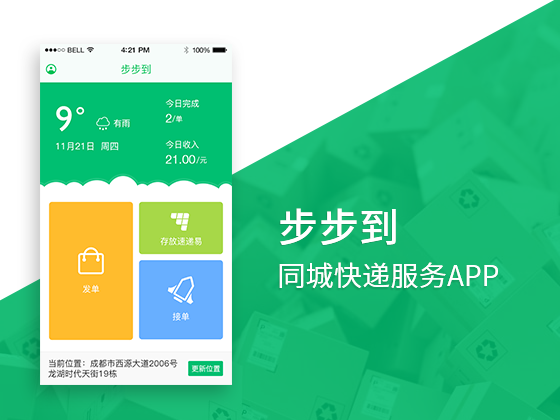 BELL 4:21 PM 100%
步步到
9° 有雨
11月21日 周四
今日完成
2/单
今日收入
21.00/元
发单
存放速递易
接单
当前位置：成都市西源大道2006号
龙湖时代天街19栋
更新位置
步步到
同城快递服务APP